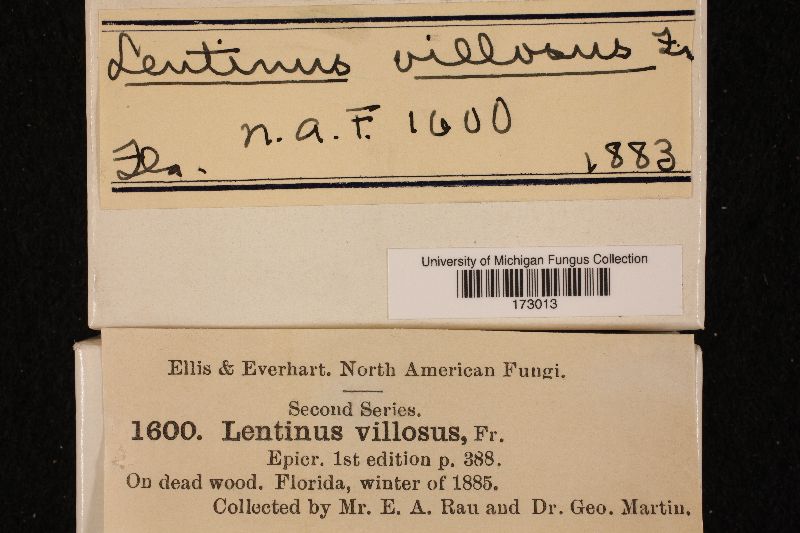 Lentinus villosus Fr
n.a.F. 1600
Fla. 1883
University of Michigan Fungus Collection
173013
Ellis & Everhart. North American Fungi.
Second Series.
1600. Lentinus villosus, Fr.
Epicr. 1st edition p. 388.
On dead wood. Florida, winter of 1885.
Collected by Mr. E. A. Rau and Dr. Geo. Martin.